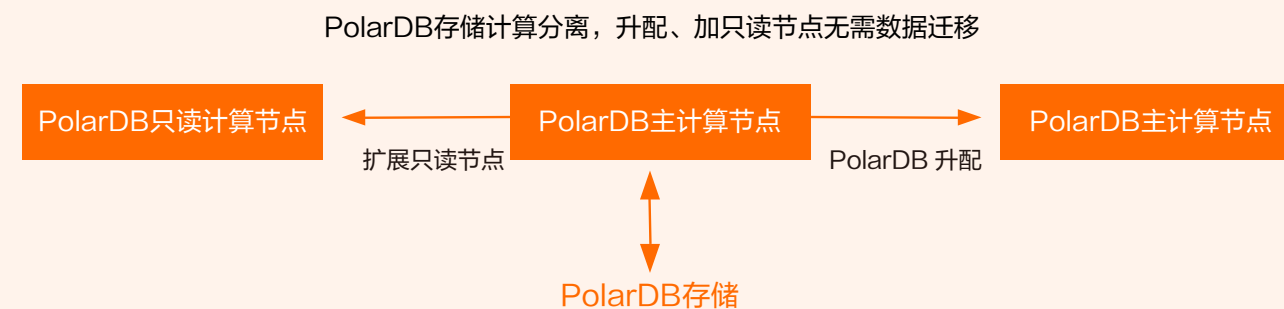 PolarDB存储计算分离，升配、加只读节点无需数据迁移
PolarDB只读计算节点
PolarDB主计算节点
PolarDB主计算节点
扩展只读节点
PolarDB 升配
PolarDB存储